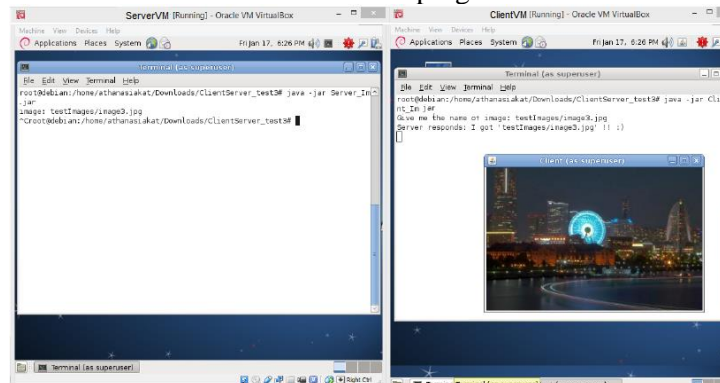 ServerVM [Running] - Oracle VM VirtualBox
Machine View Devices Help
Applications Places System Fri Jan 17, 6:26 PM
Terminal (as superuser)
File Edit View Terminal Help
root@debian:/home/athanasiakat/Downloads/ClientServer_test3# java -jar Server_Im
.jar
image: testImages/image3.jpg
^Croot@debian:/home/athanasiakat/Downloads/ClientServer_test3#
Terminal (as superuser)
Right Ctrl
ClientVM [Running] - Oracle VM VirtualBox
Machine View Devices Help
Applications Places System Fri Jan 17, 6:26 PM
Terminal (as superuser)
File Edit View Terminal Help
root@debian:/home/athanasiakat/Downloads/ClientServer_test3# java -jar Cli
nt_Im
Give me the name of image: testImages/image3.jpg
Server responds: I got 'testImages/image3.jpg' !! :)
Client (as superuser)